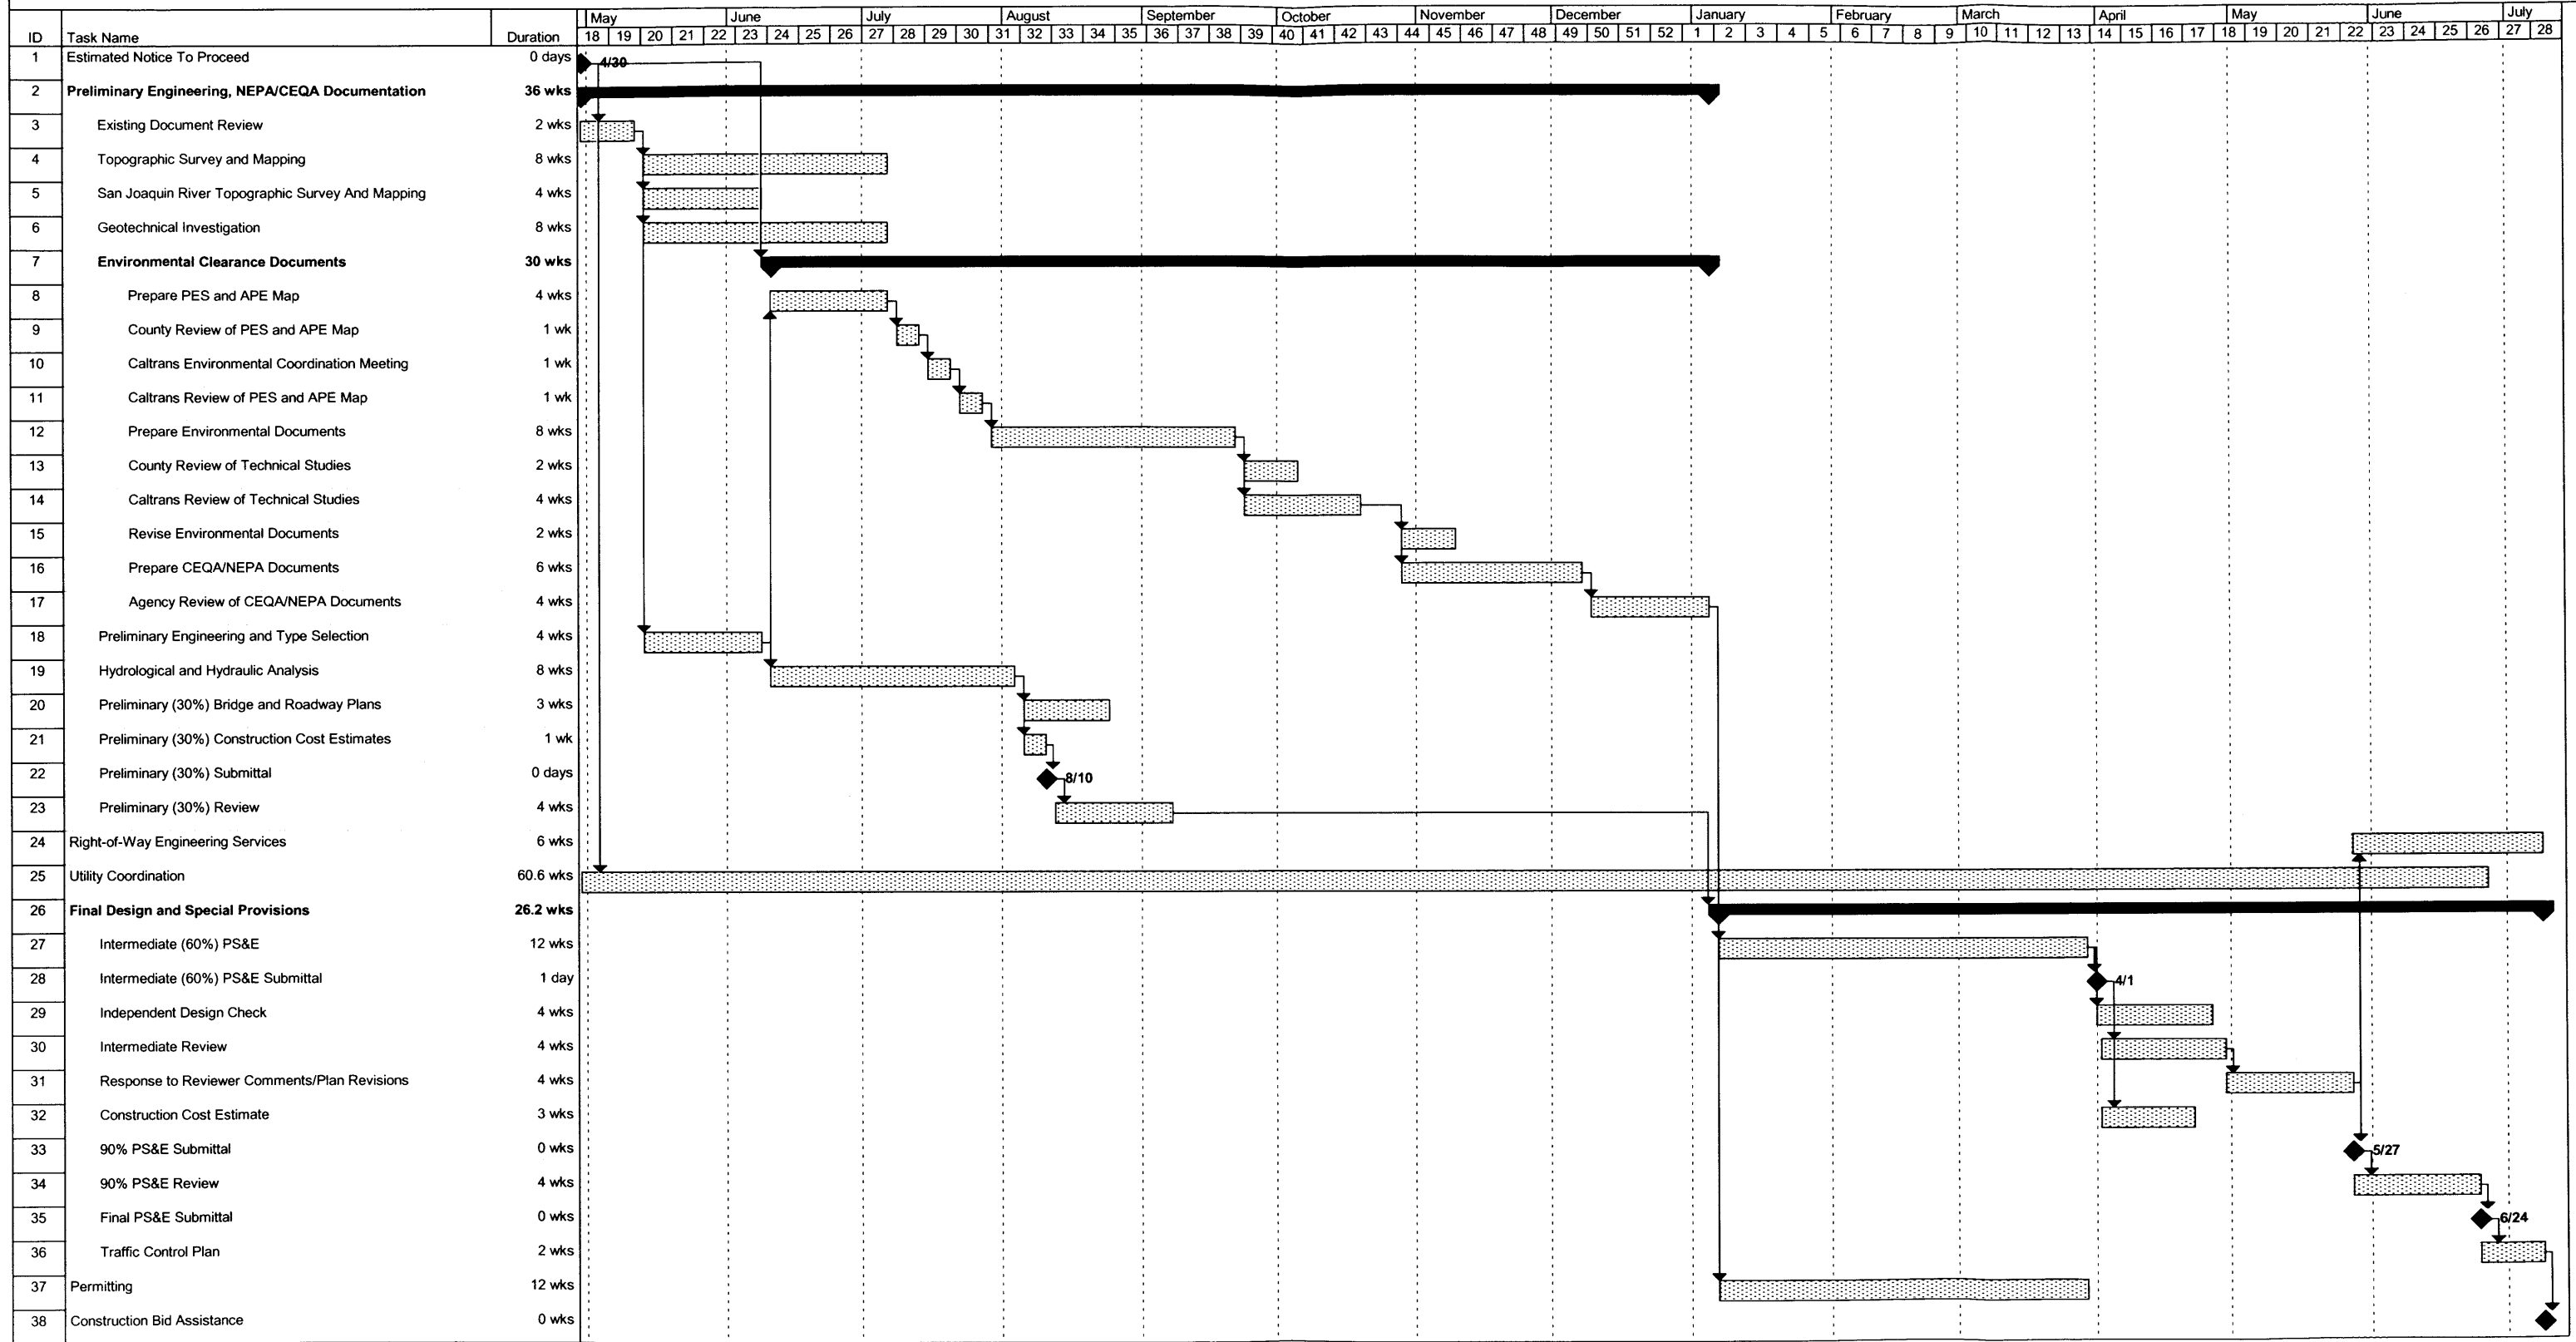 May June July August September October November December January February March April May June July
ID Task Name Duration 18 19 20 21 22 23 24 25 26 27 28 29 30 31 32 33 34 35 36 37 38 39 40 41 42 43 44 45 46 47 48 49 50 51 52 1 2 3 4 5 6 7 8 9 10 11 12 13 14 15 16 17 18 19 20 21 22 23 24 25 26 27 28
1 Estimated Notice To Proceed 0 days 4/30
2 Preliminary Engineering, NEPA/CEQA Documentation 36 wks
3 Existing Document Review 2 wks
4 Topographic Survey and Mapping 8 wks
5 San Joaquin River Topographic Survey And Mapping 4 wks
6 Geotechnical Investigation 8 wks
7 Environmental Clearance Documents 30 wks
8 Prepare PES and APE Map 4 wks
9 County Review of PES and APE Map 1 wk
10 Caltrans Environmental Coordination Meeting 1 wk
11 Caltrans Review of PES and APE Map 1 wk
12 Prepare Environmental Documents 8 wks
13 County Review of Technical Studies 2 wks
14 Caltrans Review of Technical Studies 4 wks
15 Revise Environmental Documents 2 wks
16 Prepare CEQA/NEPA Documents 6 wks
17 Agency Review of CEQA/NEPA Documents 4 wks
18 Preliminary Engineering and Type Selection 4 wks
19 Hydrological and Hydraulic Analysis 8 wks
20 Preliminary (30%) Bridge and Roadway Plans 3 wks
21 Preliminary (30%) Construction Cost Estimates 1 wk
22 Preliminary (30%) Submittal 0 days 8/10
23 Preliminary (30%) Review 4 wks
24 Right-of-Way Engineering Services 6 wks
25 Utility Coordination 60.6 wks
26 Final Design and Special Provisions 26.2 wks
27 Intermediate (60%) PS&E 12 wks
28 Intermediate (60%) PS&E Submittal 1 day 4/1
29 Independent Design Check 4 wks
30 Intermediate Review 4 wks
31 Response to Reviewer Comments/Plan Revisions 4 wks
32 Construction Cost Estimate 3 wks
33 90% PS&E Submittal 0 wks 5/27
34 90% PS&E Review 4 wks
35 Final PS&E Submittal 0 wks 6/24
36 Traffic Control Plan 2 wks
37 Permitting 12 wks
38 Construction Bid Assistance 0 wks